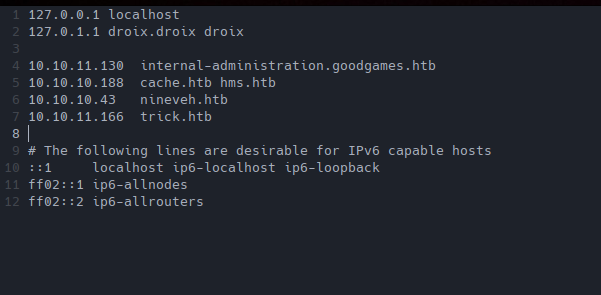 1 127.0.0.1 localhost
2 127.0.1.1 droix.droix droix
3
4 10.10.11.130  internal-administration.goodgames.htb
5 10.10.10.188  cache.htb hms.htb
6 10.10.10.43   nineveh.htb
7 10.10.11.166  trick.htb
8
9 # The following lines are desirable for IPv6 capable hosts
10 ::1     localhost ip6-localhost ip6-loopback
11 ff02::1 ip6-allnodes
12 ff02::2 ip6-allrouters